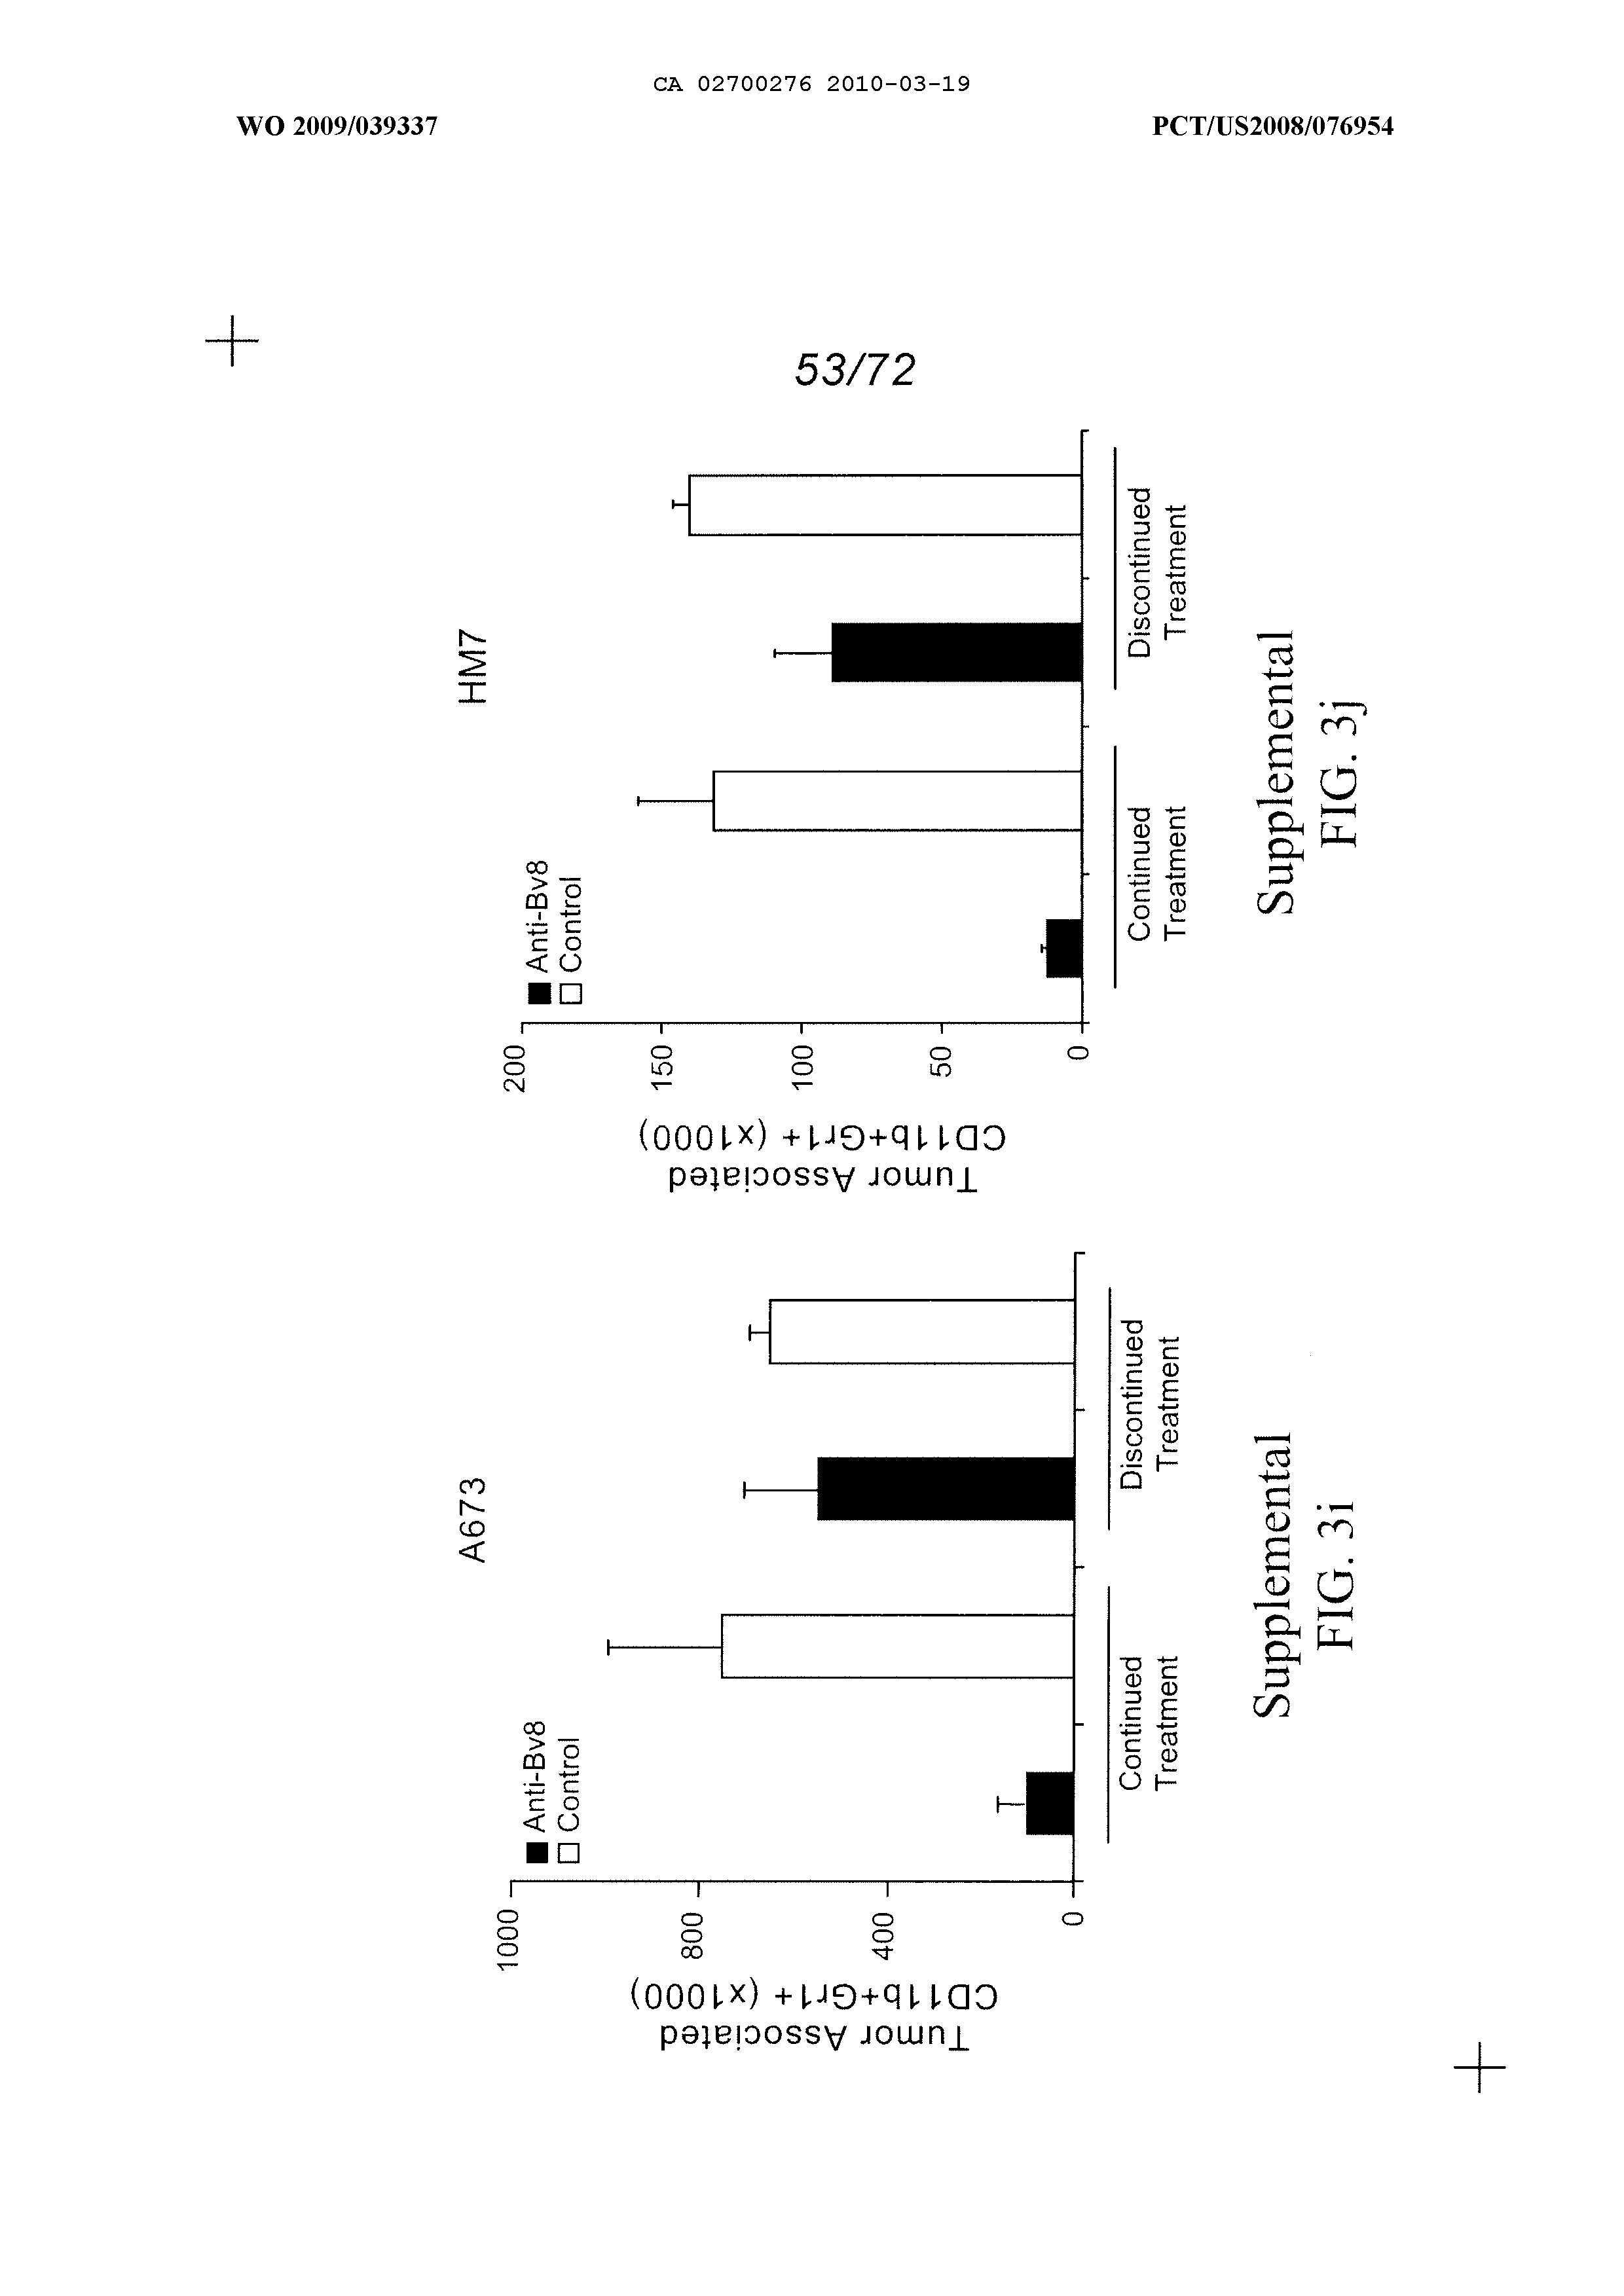 CA 02700276 2010-03-19
WO 2009/039337
PCT/US2008/076954
53/72
A673
Anti-Bv8
Control
Tumor Associated
CD11b+Gr1+ (x1000)
1000
800
400
0
Continued
Treatment
Discontinued
Treatment
Supplemental
FIG. 3i
HM7
Anti-Bv8
Control
Tumor Associated
CD11b+Gr1+ (x1000)
200
150
100
50
0
Continued
Treatment
Discontinued
Treatment
Supplemental
FIG. 3j